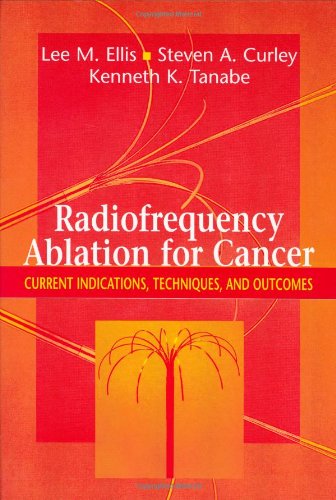 Lee M. Ellis ▪ Steven A. Curley
Kenneth K. Tanabe
Radiofrequency
Ablation for Cancer
CURRENT INDICATIONS, TECHNIQUES, AND OUTCOMES